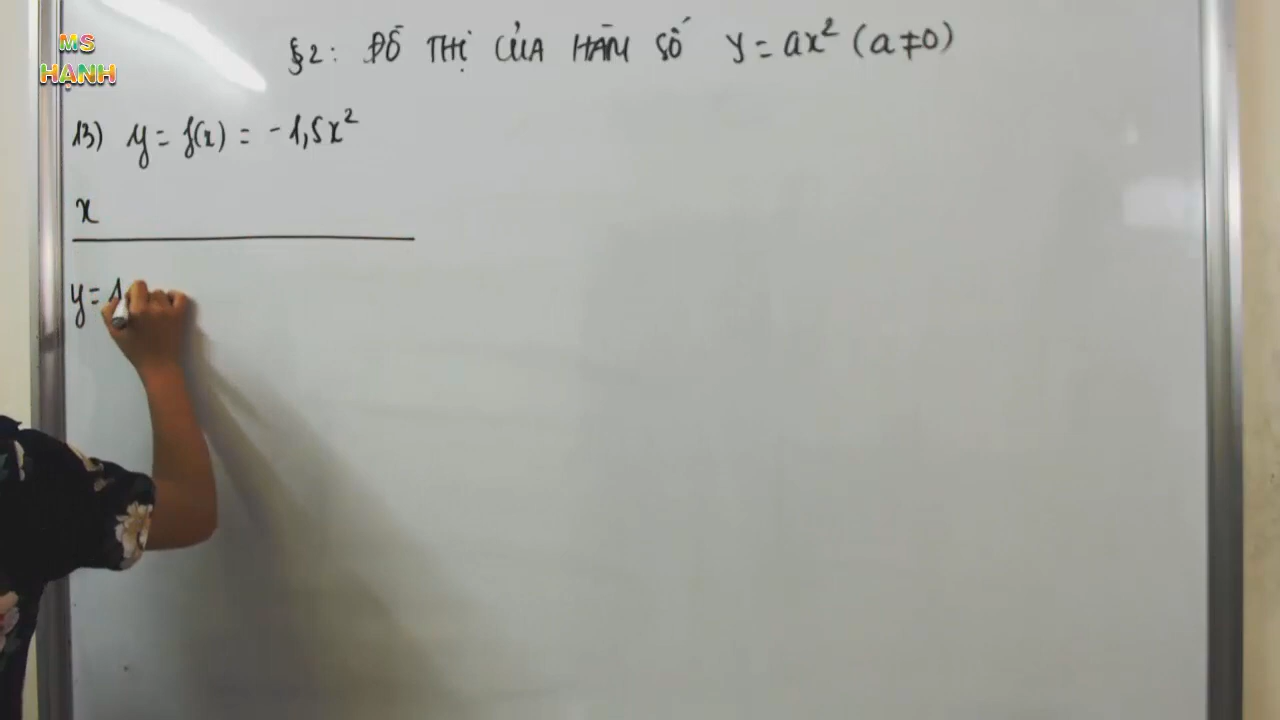 MS
HẠNH
§2: ĐỒ THỊ CỦA HÀM SỐ y = ax² (a ≠ 0)
13) y = f(x) = -1,5x²
x
y = 1